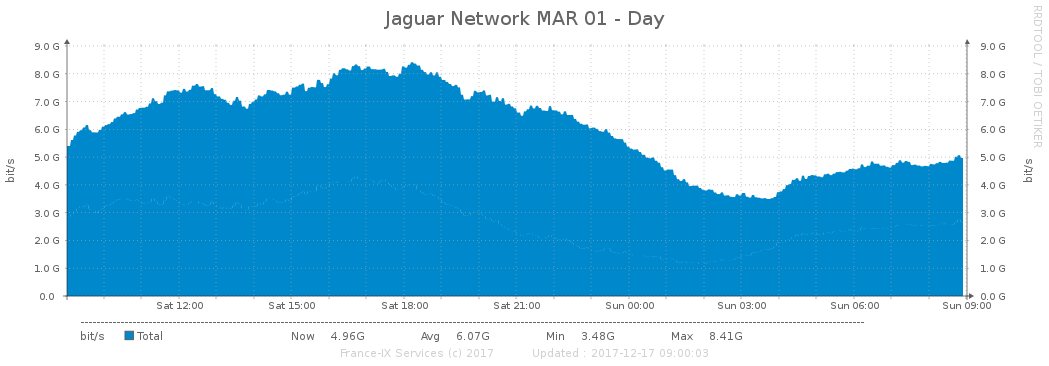 Jaguar Network MAR 01 - Day
RRDTOOL / TOBI OETIKER
bit/s
9.0 G
8.0 G
7.0 G
6.0 G
5.0 G
4.0 G
3.0 G
2.0 G
1.0 G
0.0
9.0 G
8.0 G
7.0 G
6.0 G
5.0 G
4.0 G
3.0 G
2.0 G
1.0 G
0.0 G
bit/s
Sat 12:00 Sat 15:00 Sat 18:00 Sat 21:00 Sun 00:00 Sun 03:00 Sun 06:00 Sun 09:00
bit/s Total Now 4.96G Avg 6.07G Min 3.48G Max 8.41G
France-IX Services (c) 2017 Updated : 2017-12-17 09:00:03